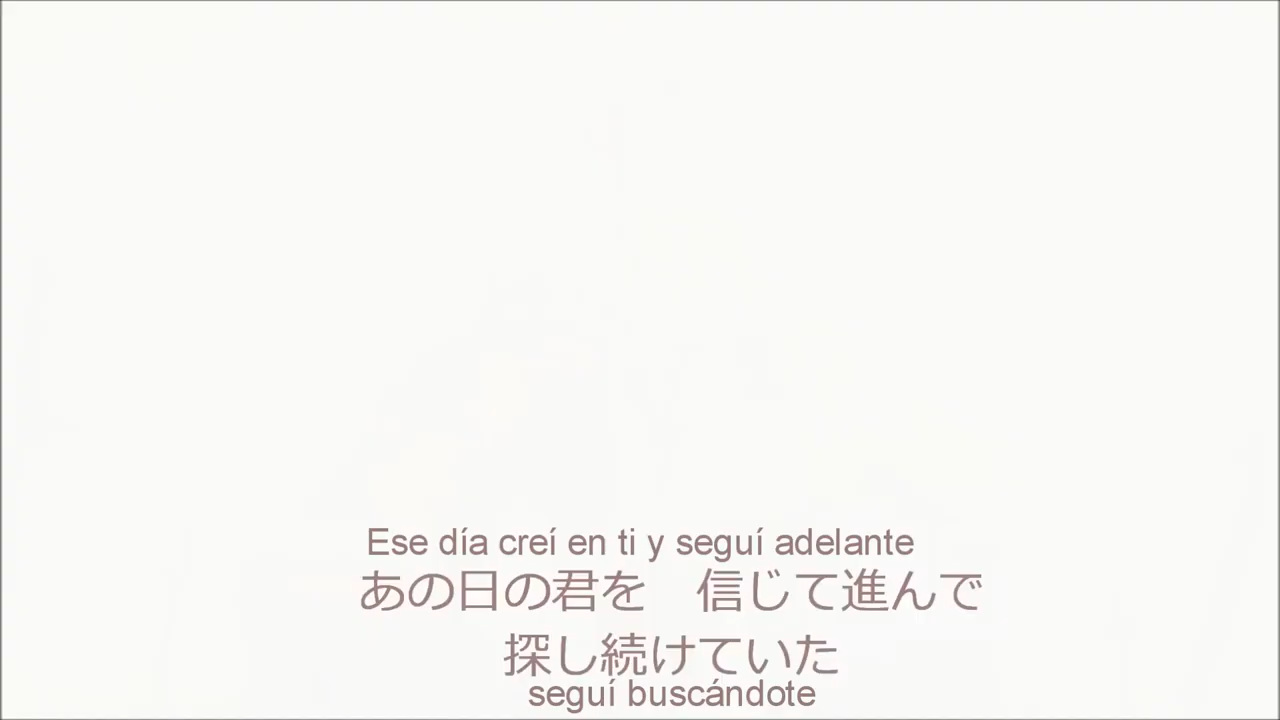 Ese día creí en ti y seguí adelante
あの日の君を　信じて進んで
探し続けていた
seguí buscándote